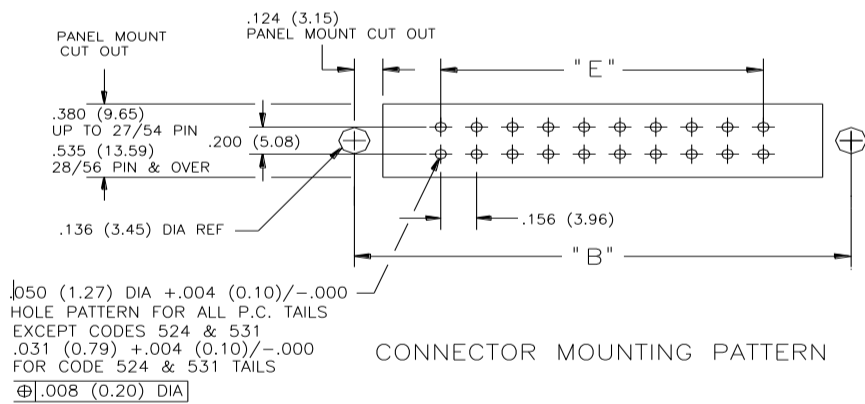 .124 (3.15)
PANEL MOUNT CUT OUT
PANEL MOUNT
CUT OUT
"E"
.380 (9.65)
UP TO 27/54 PIN
.200 (5.08)
.535 (13.59)
28/56 PIN & OVER
.136 (3.45) DIA REF
.156 (3.96)
"B"
.050 (1.27) DIA +.004 (0.10)/-.000
HOLE PATTERN FOR ALL P.C. TAILS
EXCEPT CODES 524 & 531
.031 (0.79) +.004 (0.10)/-.000
FOR CODE 524 & 531 TAILS
⌖ .008 (0.20) DIA
CONNECTOR MOUNTING PATTERN